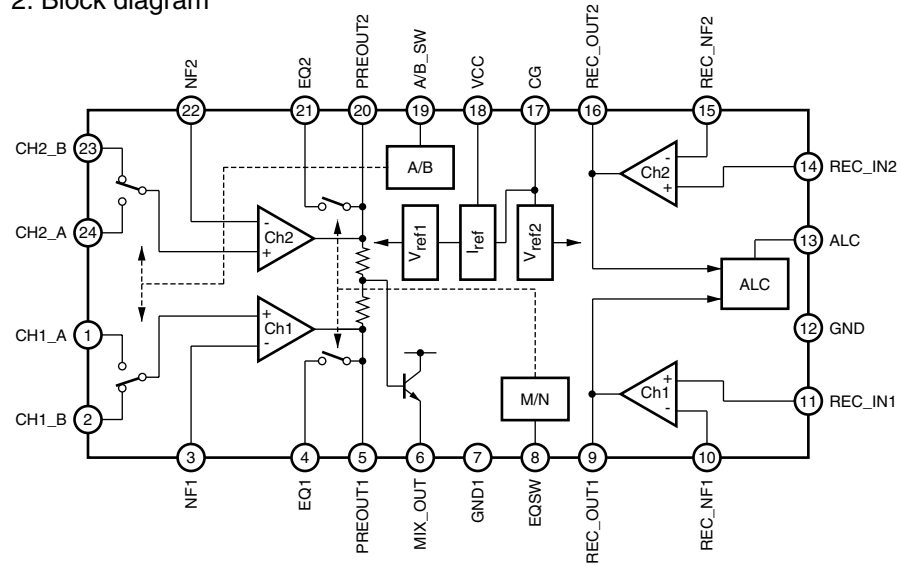 2. Block diagram
NF2
EQ2
PREOUT2
A/B_SW
VCC
CG
REC_OUT2
REC_NF2
22
21
20
19
18
17
16
15
CH2_B 23
A/B
Ch2
-
+
14 REC_IN2
CH2_A 24
-
+
Ch2
Vref1
Iref
Vref2
13 ALC
ALC
CH1_A 1
+
-
Ch1
12 GND
CH1_B 2
M/N
Ch1
+
-
11 REC_IN1
3
4
5
6
7
8
9
10
NF1
EQ1
PREOUT1
MIX_OUT
GND1
EQSW
REC_OUT1
REC_NF1